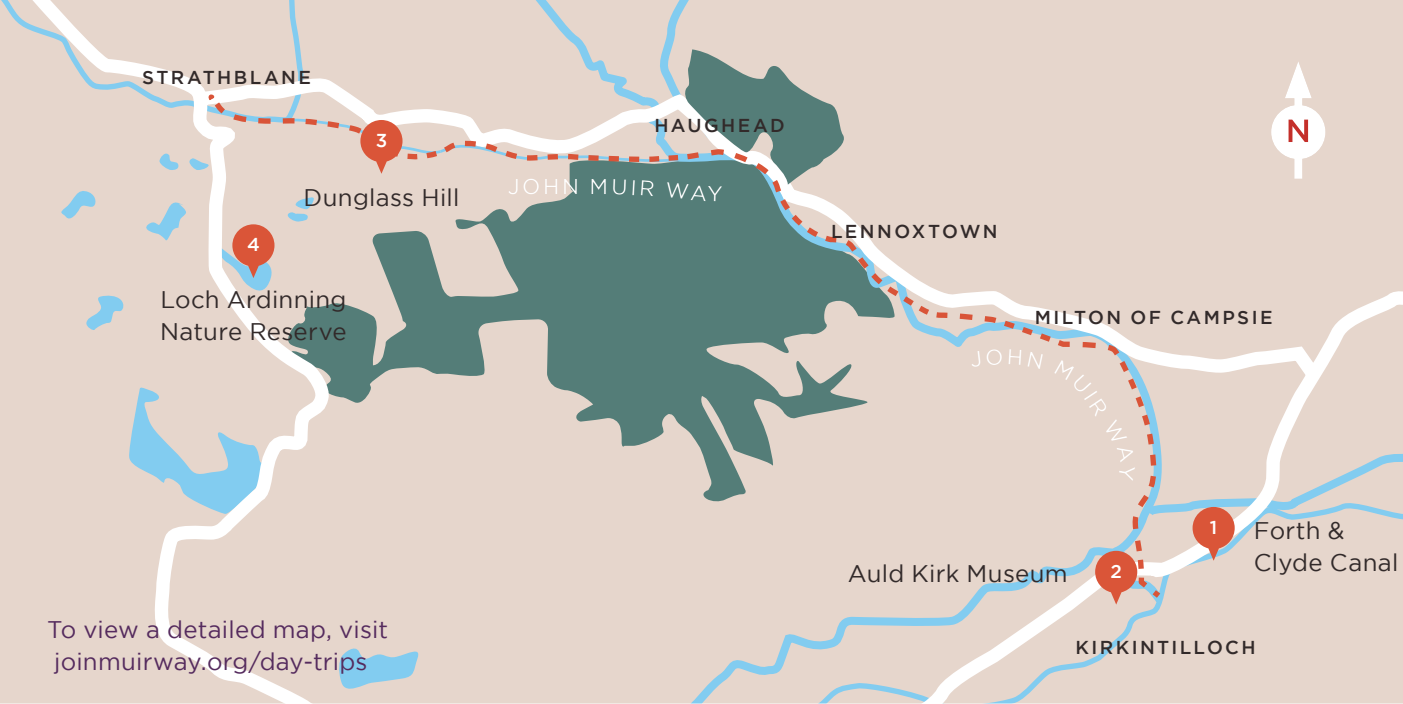 STRATHBLANE
HAUGHEAD
N
3
JOHN MUIR WAY
Dunglass Hill
LENNOXTOWN
4
Loch Ardinning
Nature Reserve
MILTON OF CAMPSIE
JOHN MUIR WAY
1
Forth &
Clyde Canal
Auld Kirk Museum
2
KIRKINTILLOCH
To view a detailed map, visit
joinmuirway.org/day-trips